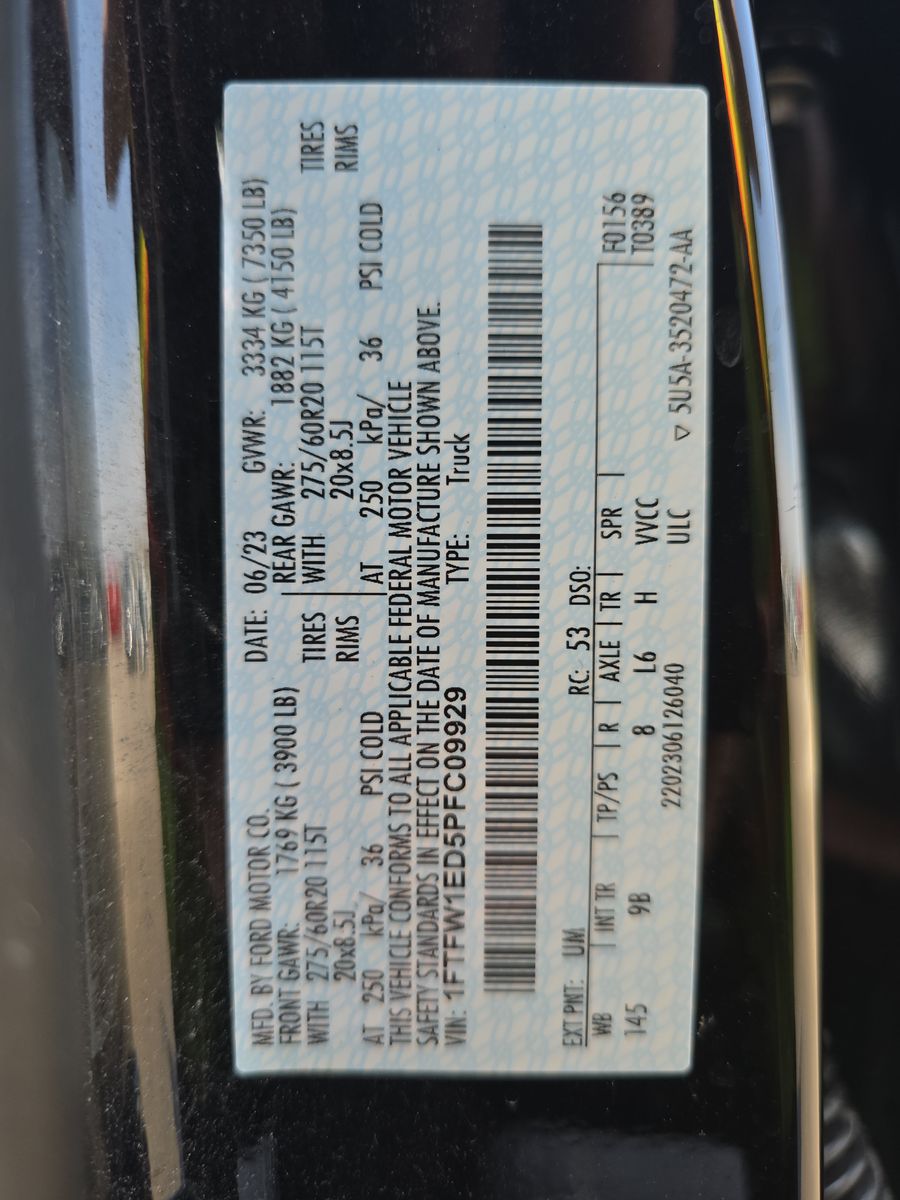 MFD. BY FORD MOTOR CO. DATE: 06/23 GVWR: 3334 KG ( 7350 LB)
FRONT GAWR: 1769 KG ( 3900 LB) REAR GAWR: 1882 KG ( 4150 LB)
WITH 275/60R20 115T TIRES WITH 275/60R20 115T TIRES
20x8.5J RIMS 20x8.5J RIMS
AT 250 kPa/ 36 PSI COLD AT 250 kPa/ 36 PSI COLD
THIS VEHICLE CONFORMS TO ALL APPLICABLE FEDERAL MOTOR VEHICLE
SAFETY STANDARDS IN EFFECT ON THE DATE OF MANUFACTURE SHOWN ABOVE.
VIN: 1FTFW1ED5PFC09929 TYPE: Truck
EXT PNT: UM RC: 53 DSO:
WB | INT TR | TP/PS | R | AXLE | TR | SPR | F0156
145 9B 8 L6 H VVCC T0389
2202306126040 ULC ▽ 5U5A-3520472-AA